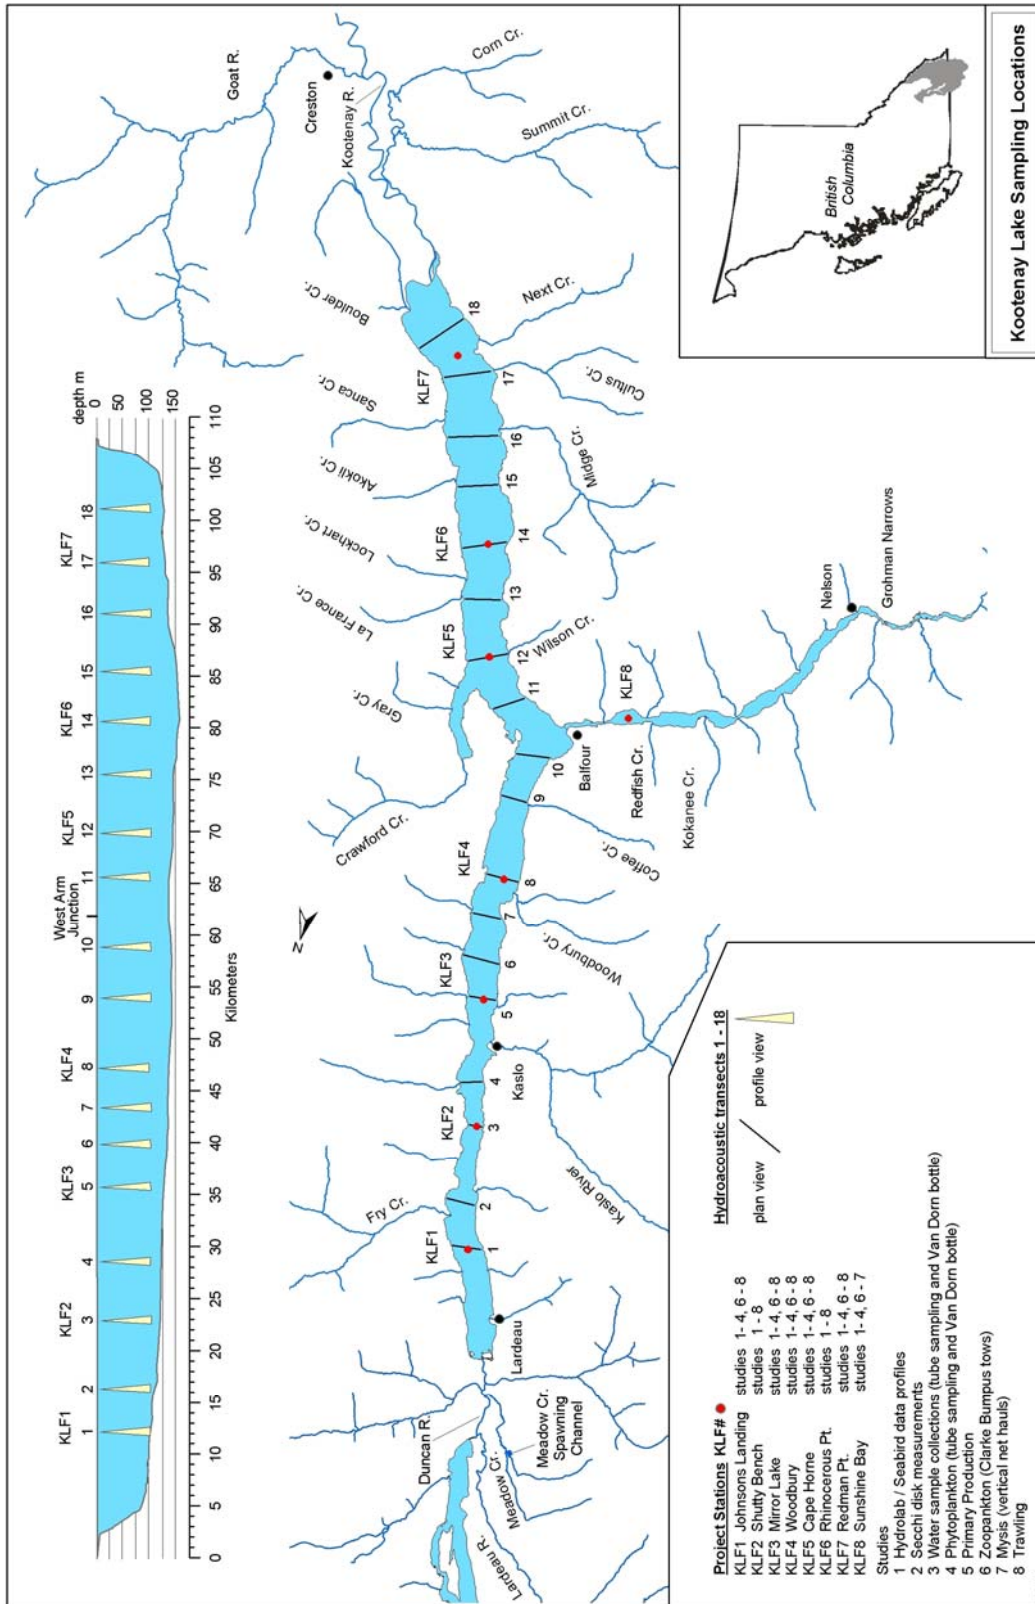 depth m
0
50
100
150
KLF1
KLF2
KLF3
KLF4
West Arm
Junction
KLF5
KLF6
KLF7
1
2
3
4
5
6
7
8
9
10
11
12
13
14
15
16
17
18
0
5
10
15
20
25
30
35
40
45
50
55
60
65
70
75
80
85
90
95
100
105
110
Kilometers
Goat R.
Creston
Kootenay R.
Corn Cr.
Summit Cr.
Boulder Cr.
Next Cr.
Sanca Cr.
Cultus Cr.
Akokli Cr.
Midge Cr.
Lockhart Cr.
La France Cr.
Wilson Cr.
Gray Cr.
Crawford Cr.
Balfour
Redfish Cr.
Kokanee Cr.
Nelson
Grohman Narrows
Coffee Cr.
Woodbury Cr.
Kaslo
Kaslo River
Fry Cr.
Lardeau
Duncan R.
Meadow Cr.
Lardeau R.
Meadow Cr.
Spawning
Channel
N
KLF1
KLF2
KLF3
KLF4
KLF5
KLF6
KLF7
KLF8
1
2
3
4
5
6
7
8
9
10
11
12
13
14
15
16
17
18
Project Stations KLF#
KLF1 Johnsons Landing studies 1- 4, 6 - 8
KLF2 Shutty Bench studies 1 - 8
KLF3 Mirror Lake studies 1- 4, 6 - 8
KLF4 Woodbury studies 1- 4, 6 - 8
KLF5 Cape Horne studies 1- 4, 6 - 8
KLF6 Rhinocerous Pt. studies 1 - 8
KLF7 Redman Pt. studies 1- 4, 6 - 8
KLF8 Sunshine Bay studies 1- 4, 6 - 7
Studies
1 Hydrolab / Seabird data profiles
2 Secchi disk measurements
3 Water sample collections (tube sampling and Van Dorn bottle)
4 Phytoplankton (tube sampling and Van Dorn bottle)
5 Primary Production
6 Zoopankton (Clarke Bumpus tows)
7 Mysis (vertical net hauls)
8 Trawling
Hydroacoustic transects 1 - 18
plan view
profile view
British
Columbia
Kootenay Lake Sampling Locations